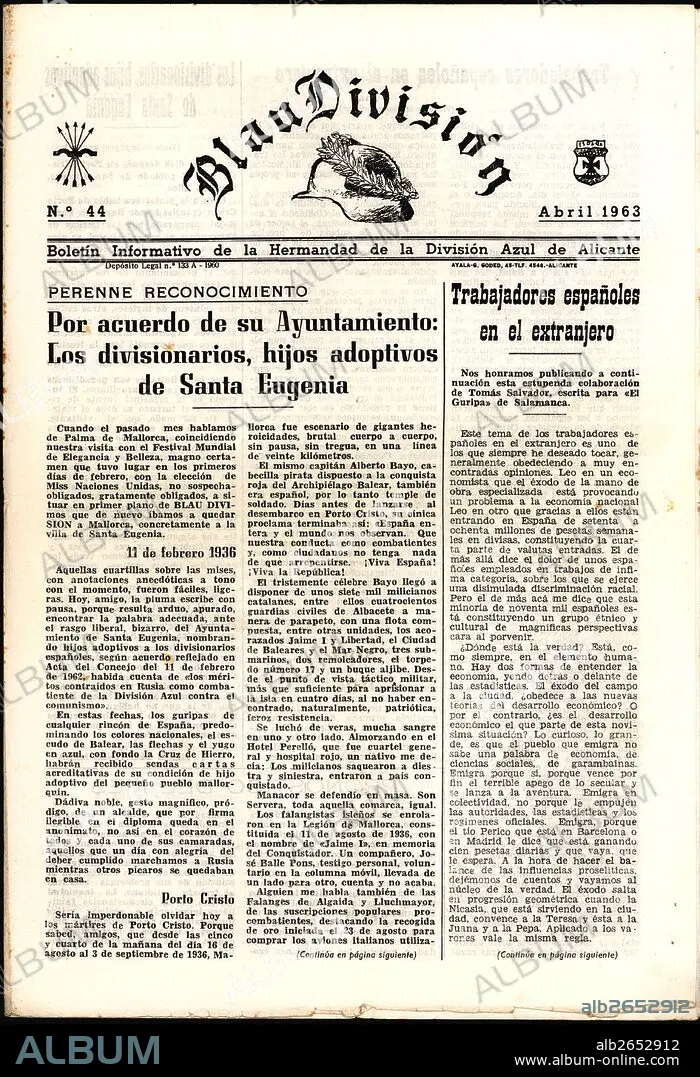 Blau División
N.º 44
Abril 1963
Boletín Informativo de la Hermandad de la División Azul de Alicante
Depósito Legal n.º 133 A - 1960
AYALA-G. GODED, 45-TLF. 4546.-ALICANTE
PERENNE RECONOCIMIENTO
Por acuerdo de su Ayuntamiento:
Los divisionarios, hijos adoptivos
de Santa Eugenia
Cuando el pasado mes hablamos
de Palma de Mallorca, coincidiendo
nuestra visita con el Festival Mundial
de Elegancia y Belleza, magno certa-
men que tuvo lugar en los primeros
días de febrero, con la elección de
Miss Naciones Unidas, no sospecha-
obligados, gratamente obligados, a si-
tuar en primer plano de BLAU DIVI-
mos que de nuevo íbamos a quedar
SION a Mallorca, concretamente a la
villa de Santa Eugenia.
11 de febrero 1936
Aquellas cuartillas sobre las mises,
con anotaciones anecdóticas a tono
con el momento, fueron fáciles, lige-
ras. Hoy, amigo, la pluma escribe con
pausa, porque resulta arduo, apurado,
encontrar la palabra adecuada, ante
el rasgo liberal, bizarro, del Ayunta-
miento de Santa Eugenia, nombran-
do hijos adoptivos a los divisionarios
españoles, según acuerdo reflejado en
Acta del Concejo del 11 de febrero
de 1962, habida cuenta de «los mé-
ritos contraídos en Rusia como comba-
tiente de la División Azul contra el
comunismo».
En estas fechas, los guripas de
cualquier rincón de España, predo-
minando los colores nacionales, el es-
cudo de Balear, las flechas y el yugo
en azul, con fondo la Cruz de Hierro,
habrán recibido sendas cartas
acreditativas de su condición de hijo
adoptivo del pequeño pueblo mallor-
quín.
Dádiva noble, gesto magnífico, pró-
digo, de un alcalde, que por firma
ilegible en el diploma queda en el
anonimato, no así en el corazón de
todos y cada uno de sus camaradas,
aquellos que un día con alegría del
deber cumplido marchamos a Rusia
mientras otros pícaros se quedaban
en casa.
Porto Cristo
Sería imperdonable olvidar hoy a
los mártires de Porto Cristo. Porque
sabed, amigos, que desde las cinco
y cuarto de la mañana del día 16 de
agosto al 3 de septiembre de 1936, Ma-
llorca fue escenario de gigantes he-
roicidades, brutal cuerpo a cuerpo,
sin pausa, sin tregua, en una línea
de veinte kilómetros.
El mismo capitán Alberto Bayo, ca-
becilla pirata dispuesto a la conquista
roja del Archipiélago Balear, también
era español, por lo tanto temple de
soldado. Días antes de lanzarse al
desembarco en Porto Cristo, su cínica
proclama terminaba así: «España en-
tera y el mundo nos observan. Que
nuestra conducta como combatientes
y, como ciudadanos no tenga nada
de que arrepentirse. ¡Viva España!
¡Viva la República!
El tristemente célebre Bayo llegó a
disponer de unos siete mil milicianos
catalanes, entre ellos cuatrocientos
guardias civiles de Albacete a ma-
nera de parapeto, con una flota com-
puesta, entre otras unidades, los aco-
razados Jaime I y Libertad, el Ciudad
de Baleares y el Mar Negro, tres sub-
marinos, dos remolcadores, el torpe-
do número 17 y un buque aljibe. Des-
de el punto de vista táctico militar,
más que suficiente para aprisionar a
la isla en cuatro días, al no haber en-
contrado, naturalmente, patriótica,
feroz resistencia.
Se luchó de veras, mucha sangre
en uno y otro lado. Almorzando en el
Hotel Perelló, que fue cuartel gene-
ral y hospital rojo, un nativo me de-
cía: Los milicianos saquearon a dies-
tra y siniestra, entraron a país con-
quistado.
Manacor se defendió en masa. Son
Servera, toda aquella comarca, igual.
Los falangistas isleños se enrola-
ron en la Legión de Mallorca, cons-
tituida el 11 de agosto de 1936, con
el nombre de «Jaime I», en memoria
del Conquistador. Un compañero, Jo-
sé Balle Pons, testigo personal, volun-
tario en la columna móvil, llevada de
un lado para otro, cuenta y no acaba.
Alguien me habla también de las
Falanges de Algaida y Lluchmayor,
de las suscripciones populares pro-
combatientes, destacando la recogida
de oro iniciada el 23 de agosto para
comprar los aviones italianos utiliza-
(Continúa en página siguiente)
Trabajadores españoles
en el extranjero
Nos honramos publicando a conti-
nuación esta estupenda colaboración
de Tomás Salvador, escrita para «El
Guripa» de Salamanca.
Este tema de los trabajadores es-
pañoles en el extranjero es uno de
los que siempre he deseado tocar, ge-
neralmente obedeciendo a muy en-
contradas opiniones. Leo en un eco-
nomista que el éxodo de la mano de
obra especializada está provocando
un problema a la economía nacional
Leo en otro que gracias a ellos están
entrando en España de setenta a
ochenta millones de pesetas semana-
les en divisas, constituyendo la cuar-
ta parte de valutas entradas. El de
más allá dice el dolor de unos espa-
ñoles empleados en trabajos de ínfi-
ma categoría, sobre los que se ejerce
una disimulada discriminación racial.
Pero el de más acá me dice que esta
minoría de noventa mil españoles es-
tá constituyendo un grupo étnico y
cultural de magníficas perspectivas
cara al porvenir.
¿Dónde está la verdad? Está, co-
mo siempre, en el elemento huma-
no. Hay dos formas de entender la
economía, yendo detrás o delante de
las estadísticas. El éxodo del campo
a la ciudad, ¿obedece a las nuevas
teorías del desarrollo económico? O
por el contrario, ¿es el desarrollo
económico el que parte de esta noví-
sima situación? Lo curioso, lo gran-
de, es que el pueblo que emigra no
sabe una palabra de economía, de
ciencias sociales, de garambainas.
Emigra porque sí, porque vence por
fin el terrible apego de lo secular y
se lanza a la aventura. Emigra en
colectividad, no porque le empujen
las autoridades, las estadísticas y los
regímenes oficiales. Emigra, porque
el tío Perico que está en Barcelona o
en Madrid le dice que está ganando
cien pesetas diarias y que vaya, que
le espera. A la hora de hacer el ba-
lance de las influencias proselíticas,
dejémonos de cuentos y vayamos al
núcleo de la verdad. El éxodo salta
en progresión geométrica cuando la
Nicasia, que está sirviendo en la ciu-
dad, convence a la Teresa y ésta a la
Juana y a la Pepa. Aplicado a los va-
rones vale la misma regla.
(Continúa en página siguiente)
ALBUM
alb2652912
alb2652912
www.album-online.com